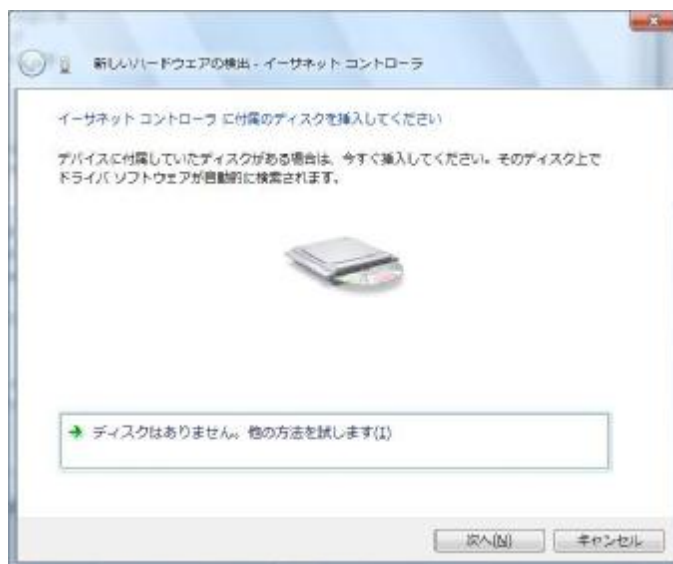 新しいハードウェアの検出 - イーサネット コントローラ
イーサネット コントローラ に付属のディスクを挿入してください
デバイスに付属していたディスクがある場合は、今すぐ挿入してください。そのディスク上で
ドライバ ソフトウェアが自動的に検索されます。
ディスクはありません。他の方法を試します(I)
次へ(N)
キャンセル